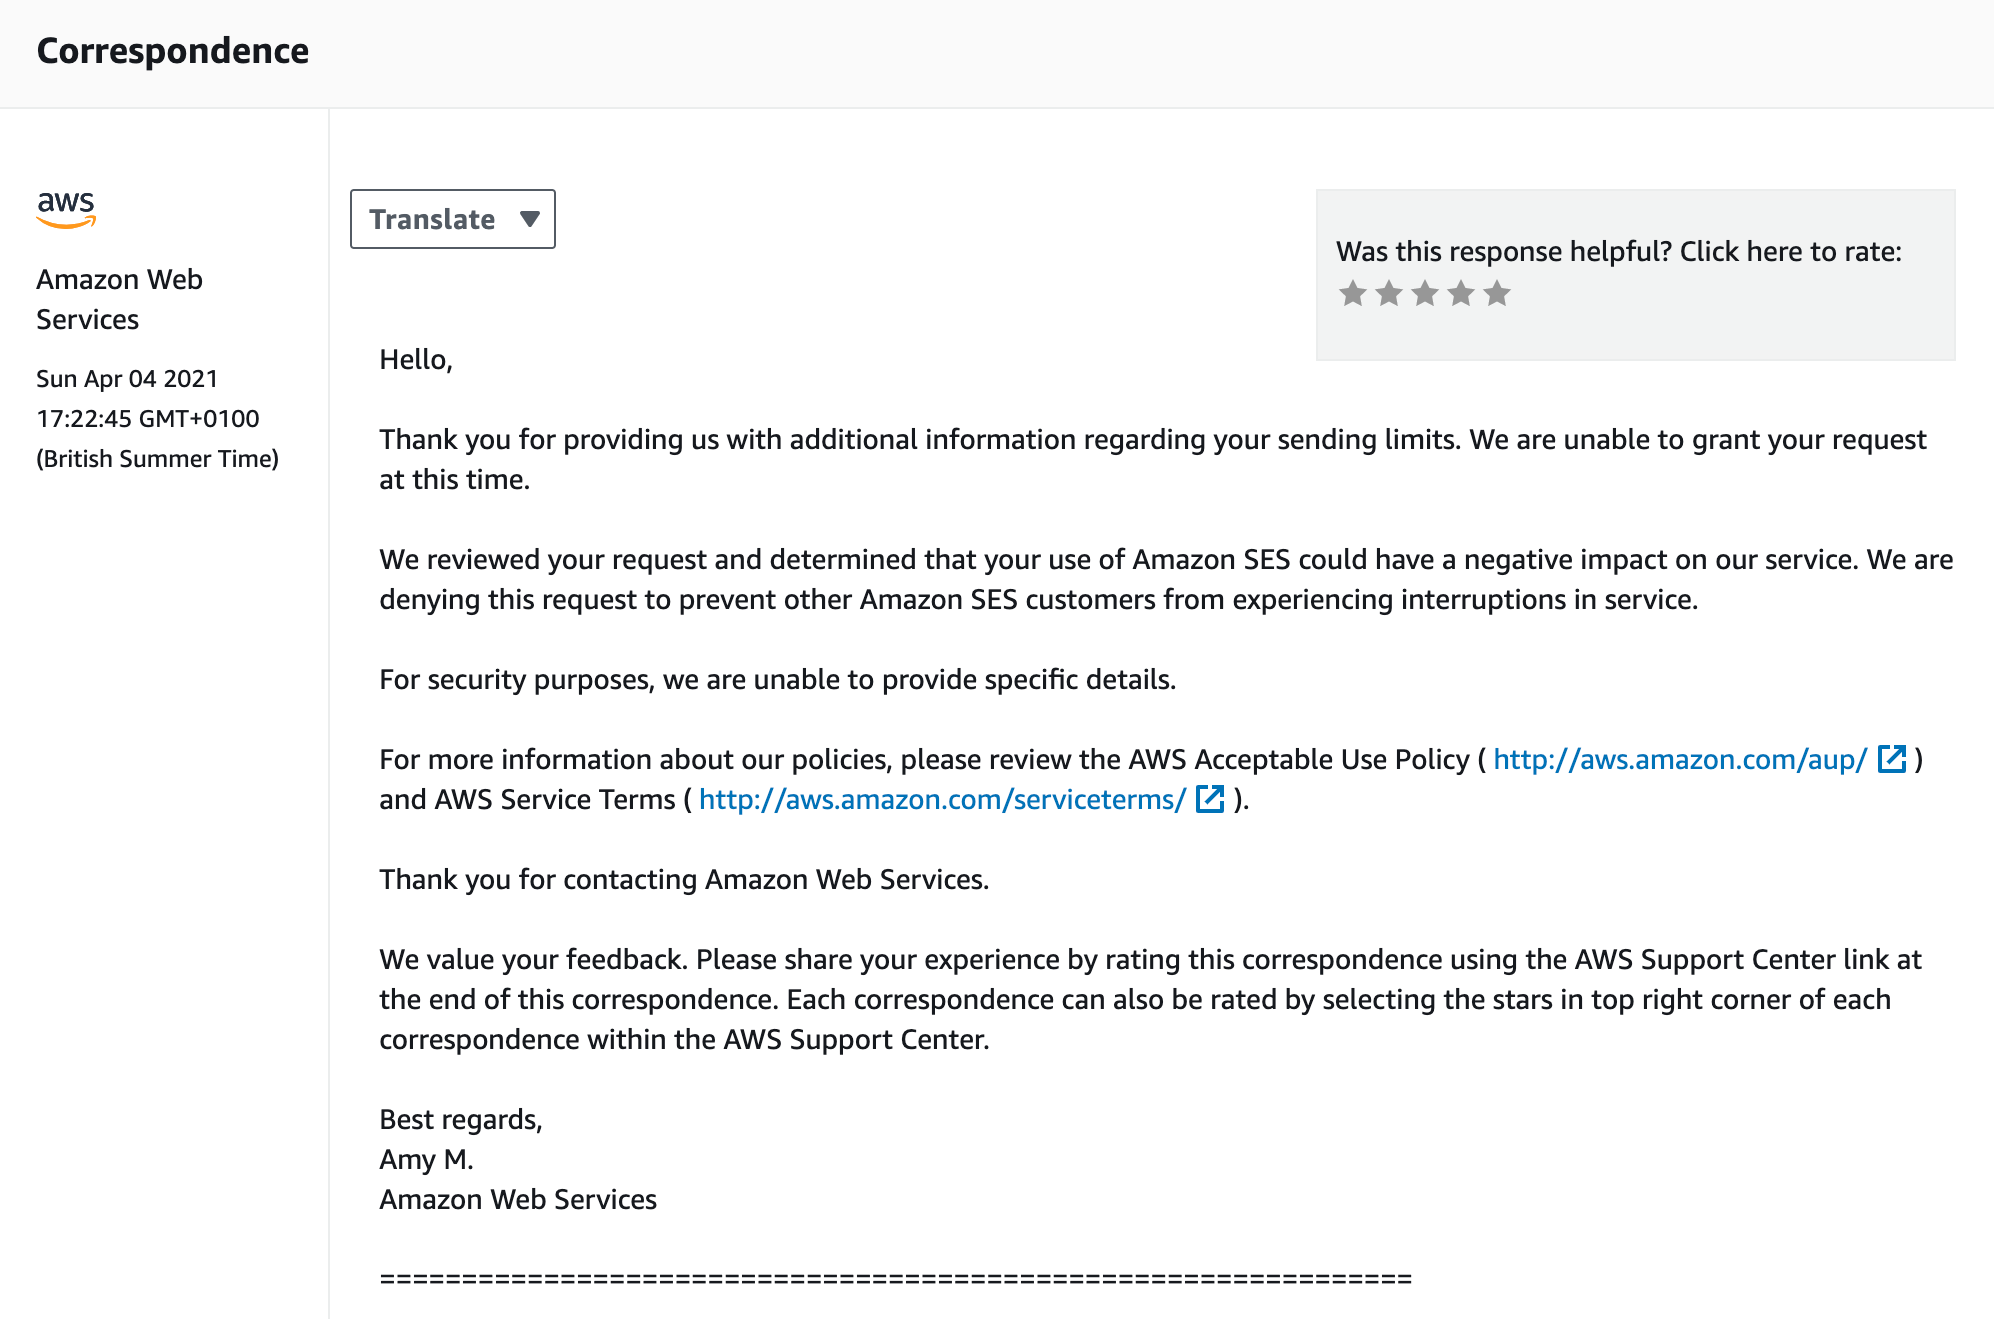 Correspondence
aws
Amazon Web
Services
Sun Apr 04 2021
17:22:45 GMT+0100
(British Summer Time)
Translate
Was this response helpful? Click here to rate:
Hello,
Thank you for providing us with additional information regarding your sending limits. We are unable to grant your request
at this time.
We reviewed your request and determined that your use of Amazon SES could have a negative impact on our service. We are
denying this request to prevent other Amazon SES customers from experiencing interruptions in service.
For security purposes, we are unable to provide specific details.
For more information about our policies, please review the AWS Acceptable Use Policy ( http://aws.amazon.com/aup/ )
and AWS Service Terms ( http://aws.amazon.com/serviceterms/ ).
Thank you for contacting Amazon Web Services.
We value your feedback. Please share your experience by rating this correspondence using the AWS Support Center link at
the end of this correspondence. Each correspondence can also be rated by selecting the stars in top right corner of each
correspondence within the AWS Support Center.
Best regards,
Amy M.
Amazon Web Services
===============================================================